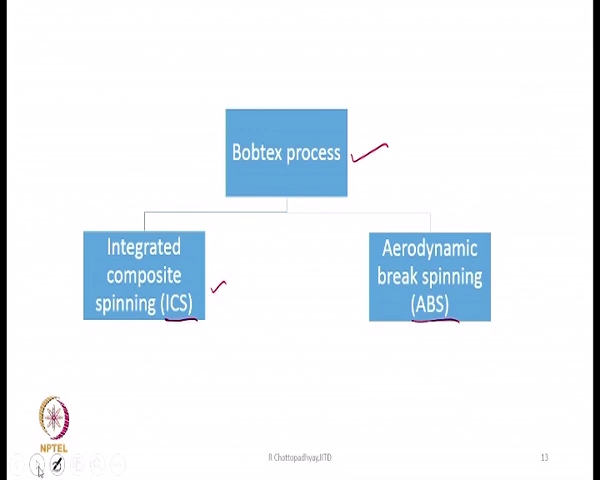 Bobtex process
Integrated
composite
spinning (ICS)
Aerodynamic
break spinning
(ABS)
NPTEL
R Chattopadhyay,IITD
13